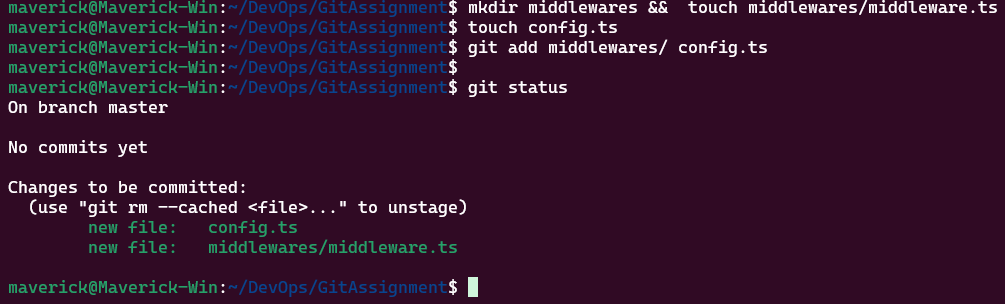 maverick@Maverick-Win:~/DevOps/GitAssignment$ mkdir middlewares &&  touch middlewares/middleware.ts
maverick@Maverick-Win:~/DevOps/GitAssignment$ touch config.ts
maverick@Maverick-Win:~/DevOps/GitAssignment$ git add middlewares/ config.ts
maverick@Maverick-Win:~/DevOps/GitAssignment$
maverick@Maverick-Win:~/DevOps/GitAssignment$ git status
On branch master
No commits yet
Changes to be committed:
  (use "git rm --cached <file>..." to unstage)
        new file:   config.ts
        new file:   middlewares/middleware.ts
maverick@Maverick-Win:~/DevOps/GitAssignment$